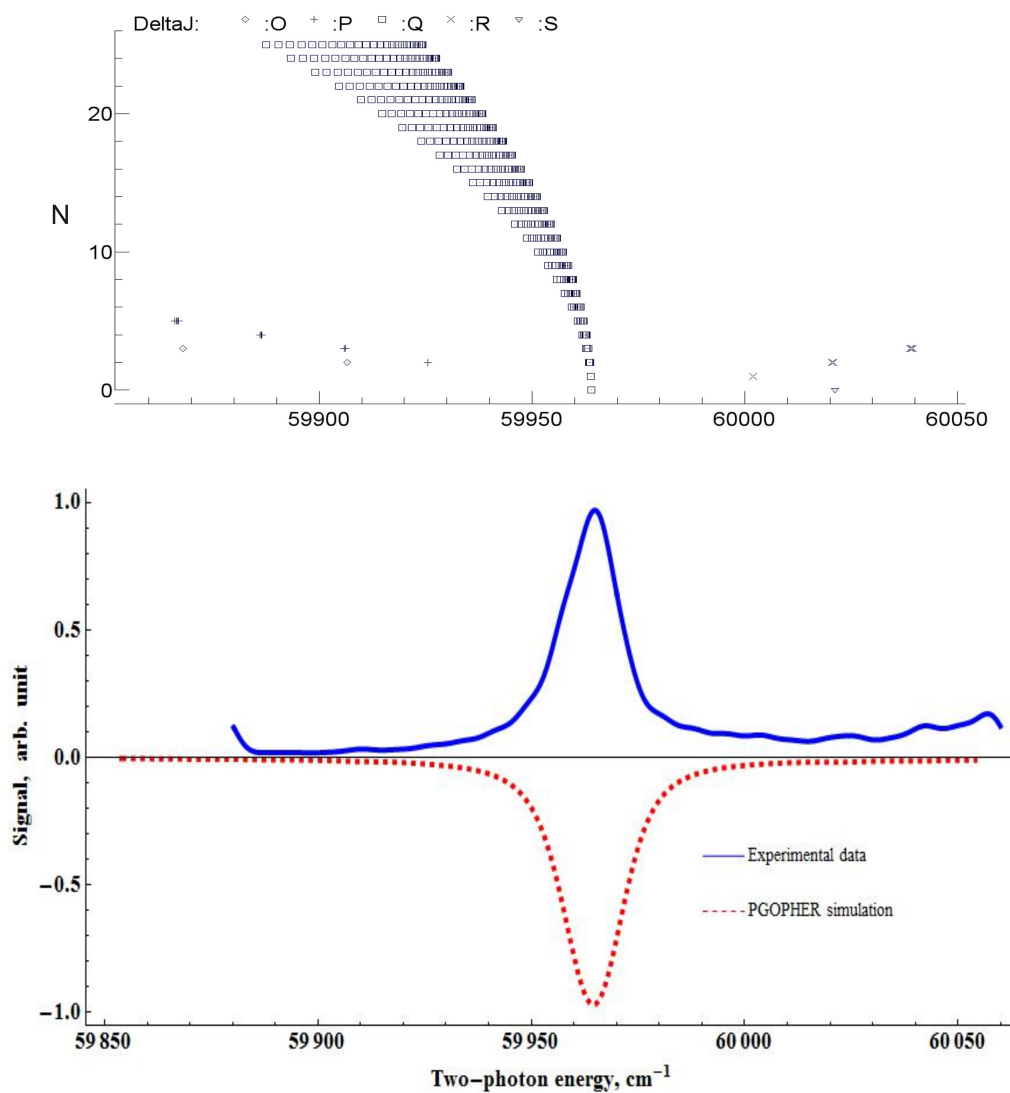 DeltaJ: :O :P :Q :R :S
20
N
10
0
59900 59950 60000 60050
1.0
0.5
0.0
−0.5
−1.0
Signal, arb. unit
Experimental data
PGOPHER simulation
59 850 59 900 59 950 60 000 60 050
Two−photon energy, cm−1